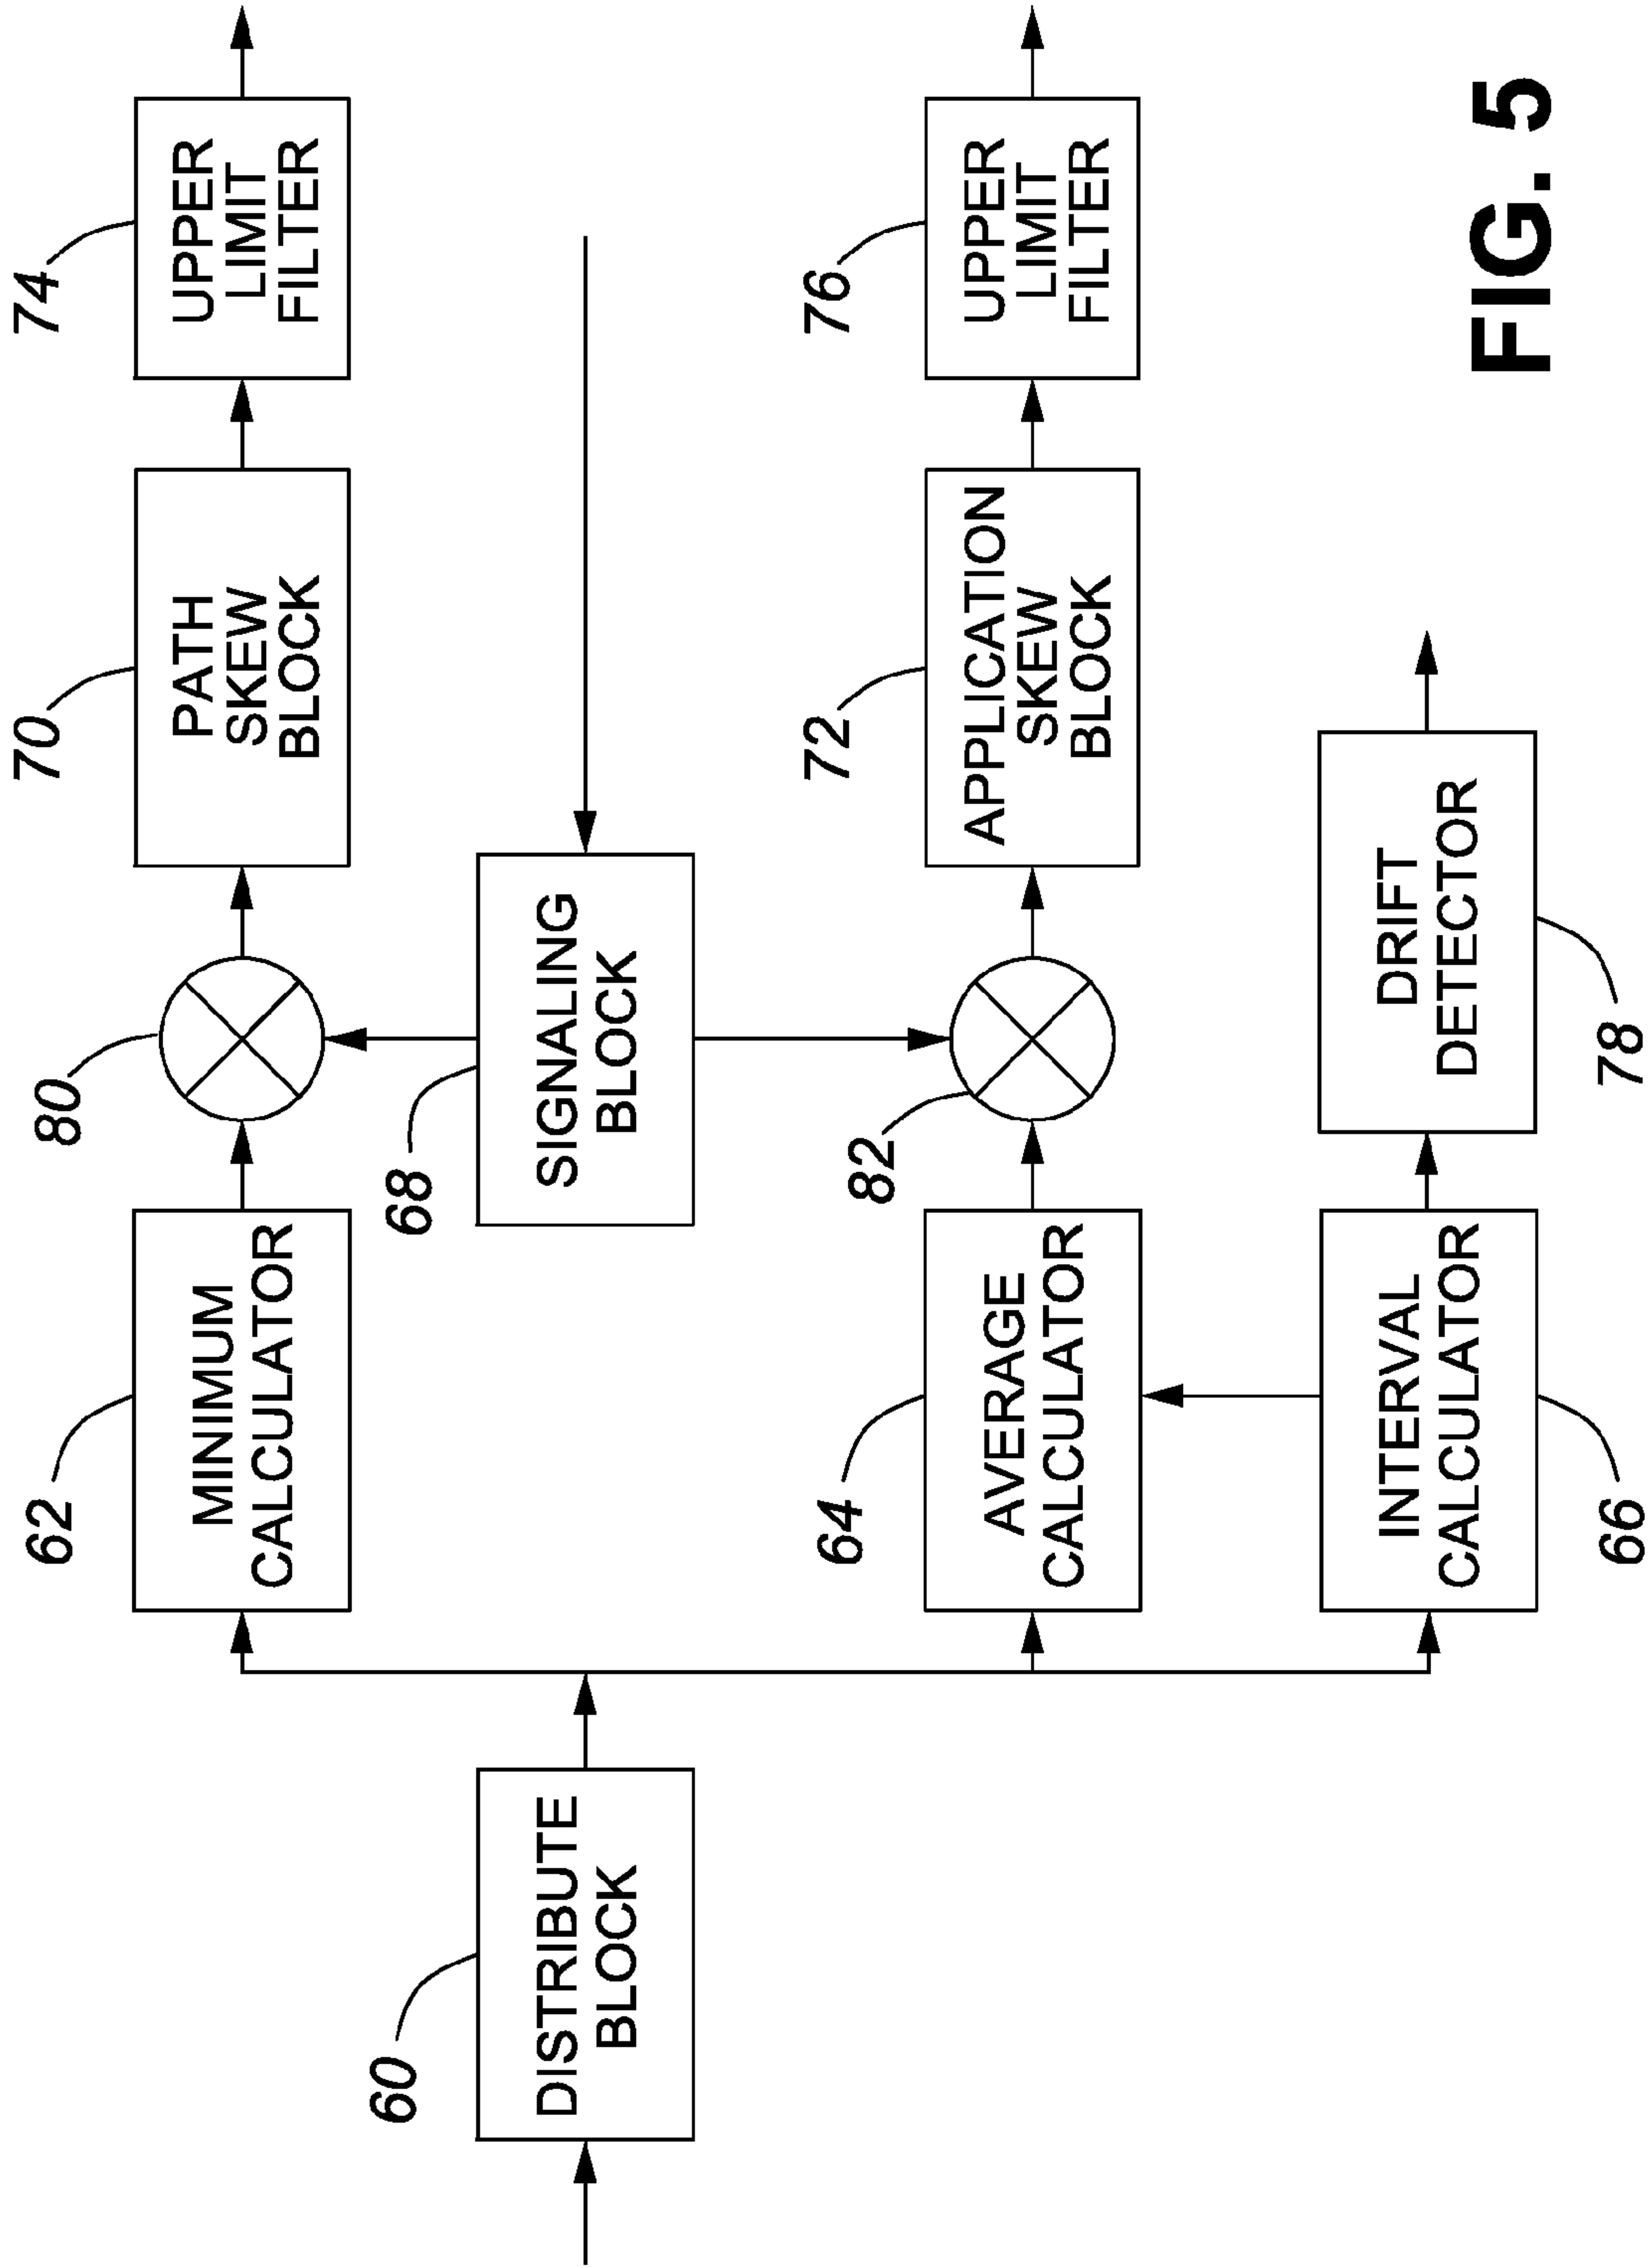 60
DISTRIBUTE
BLOCK
62
MINIMUM
CALCULATOR
80
70
PATH
SKEW
BLOCK
74
UPPER
LIMIT
FILTER
68
SIGNALING
BLOCK
64
AVERAGE
CALCULATOR
82
72
APPLICATION
SKEW
BLOCK
76
UPPER
LIMIT
FILTER
INTERVAL
CALCULATOR
66
DRIFT
DETECTOR
78
FIG. 5